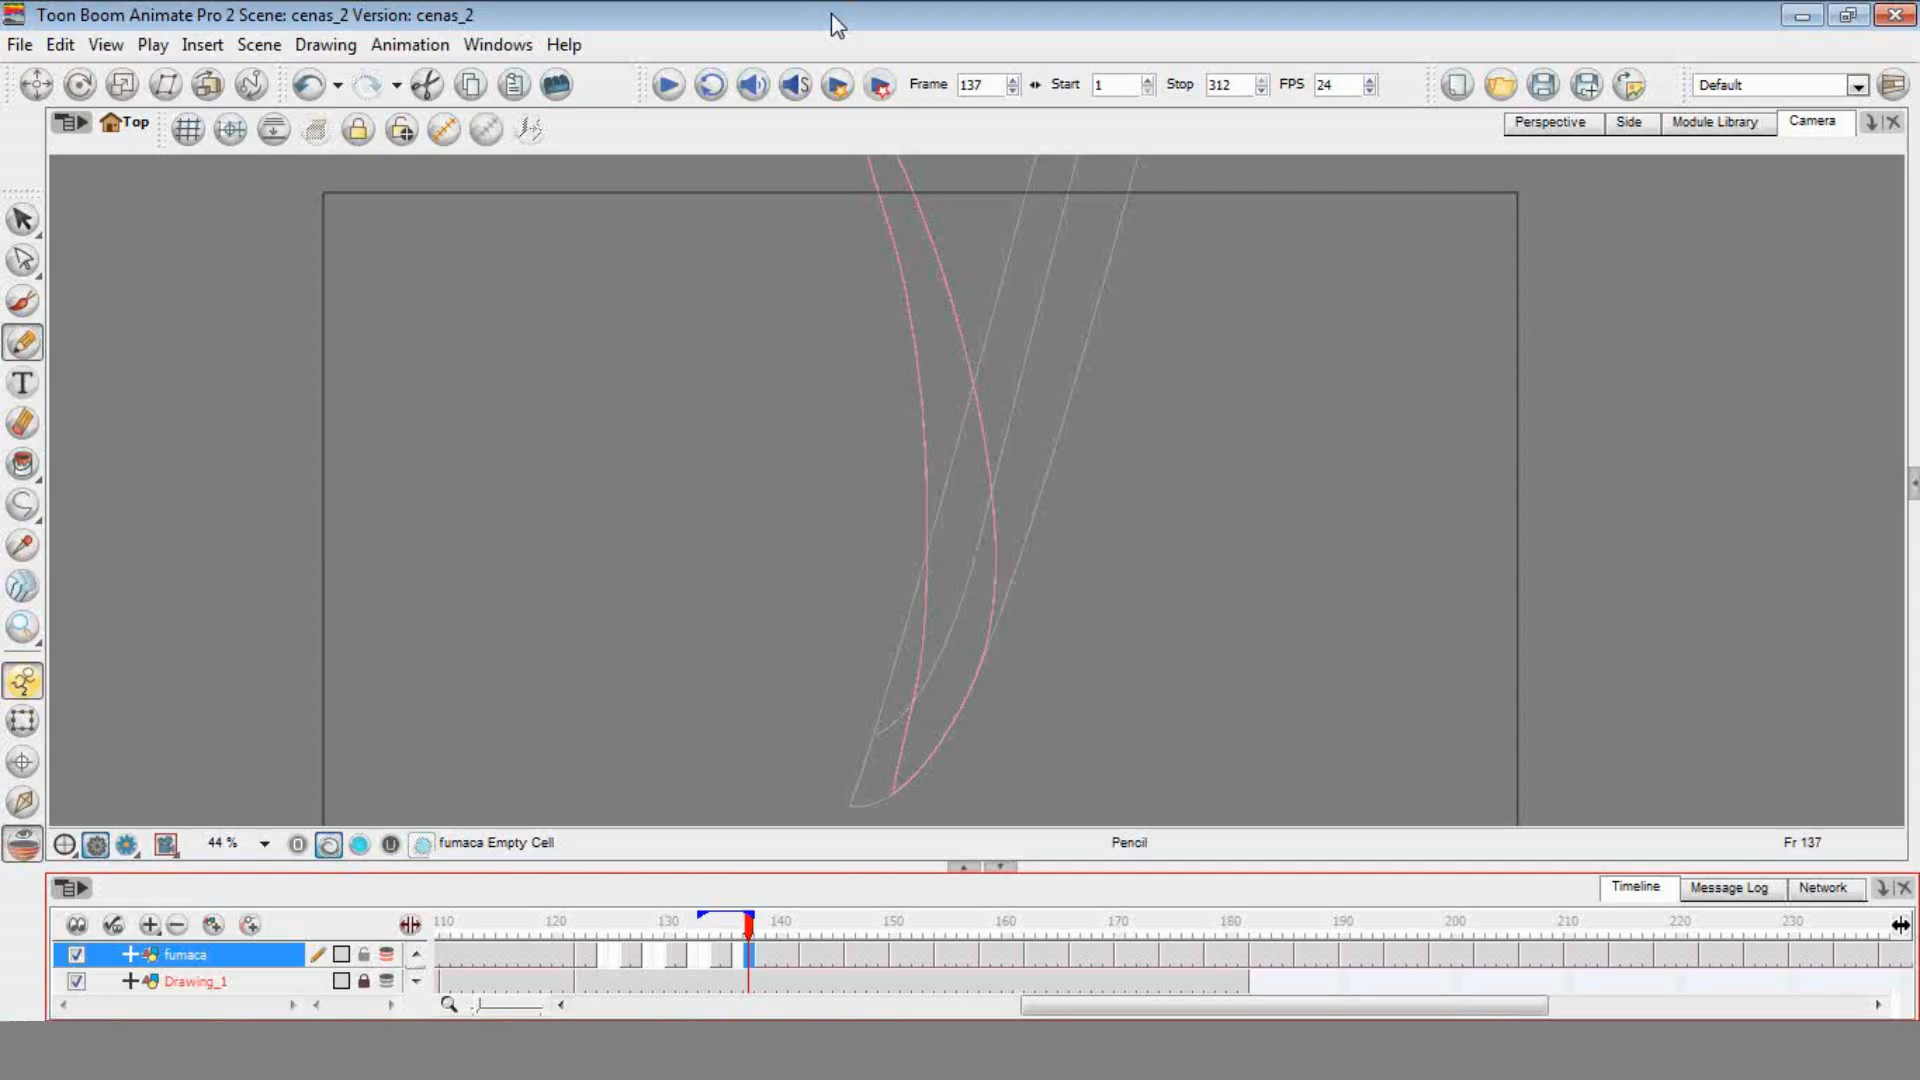 Toon Boom Animate Pro 2 Scene: cenas_2 Version: cenas_2
File Edit View Play Insert Scene Drawing Animation Windows Help
Frame 137 Start 1 Stop 312 FPS 24 Default
Top Perspective Side Module Library Camera
T
44 % fumaca Empty Cell Pencil Fr 137
Timeline Message Log Network
110 120 130 140 150 160 170 180 190 200 210 220 230
fumaca
Drawing_1